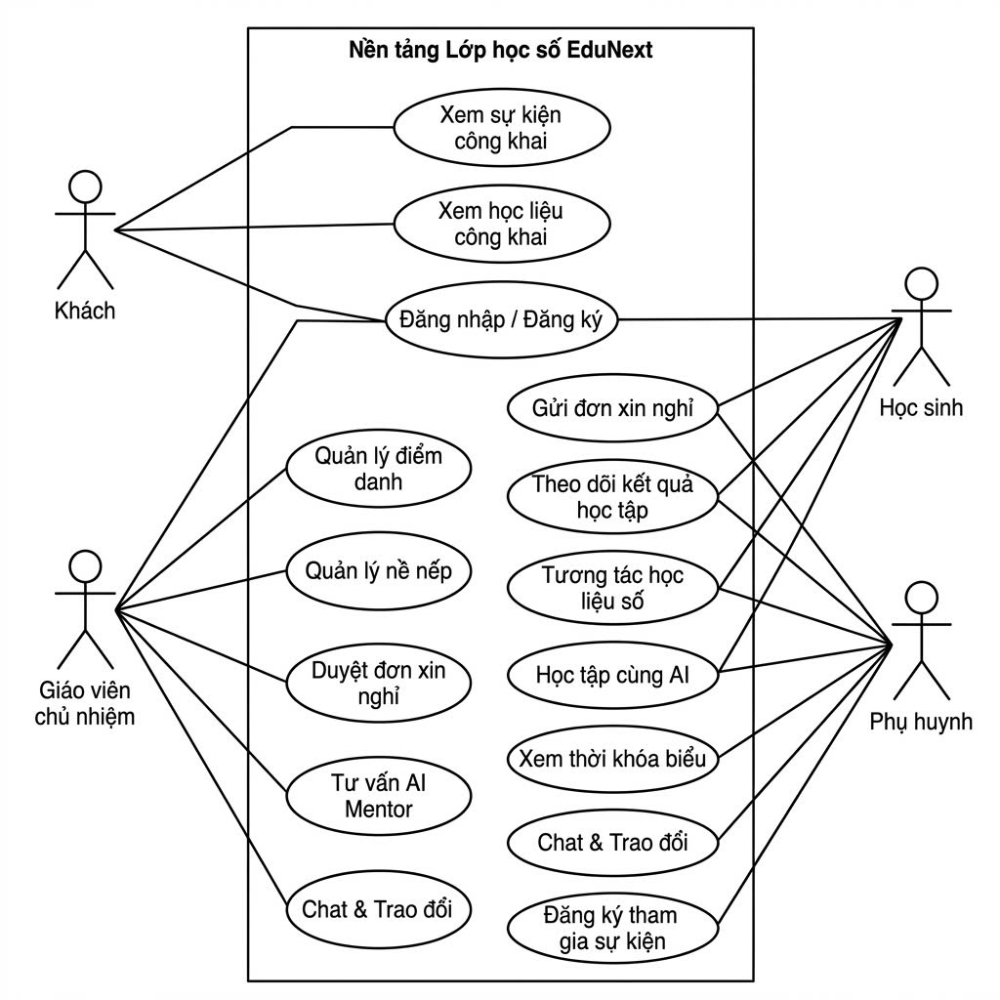 Nền tảng Lớp học số EduNext
Xem sự kiện
công khai
Xem học liệu
công khai
Khách
Đăng nhập / Đăng ký
Học sinh
Gửi đơn xin nghỉ
Quản lý điểm
danh
Theo dõi kết quả
học tập
Quản lý nề nếp
Tương tác học
liệu số
Giáo viên
chủ nhiệm
Duyệt đơn xin
nghỉ
Học tập cùng AI
Phụ huynh
Xem thời khóa biểu
Tư vấn AI
Mentor
Chat & Trao đổi
Chat & Trao đổi
Đăng ký tham
gia sự kiện